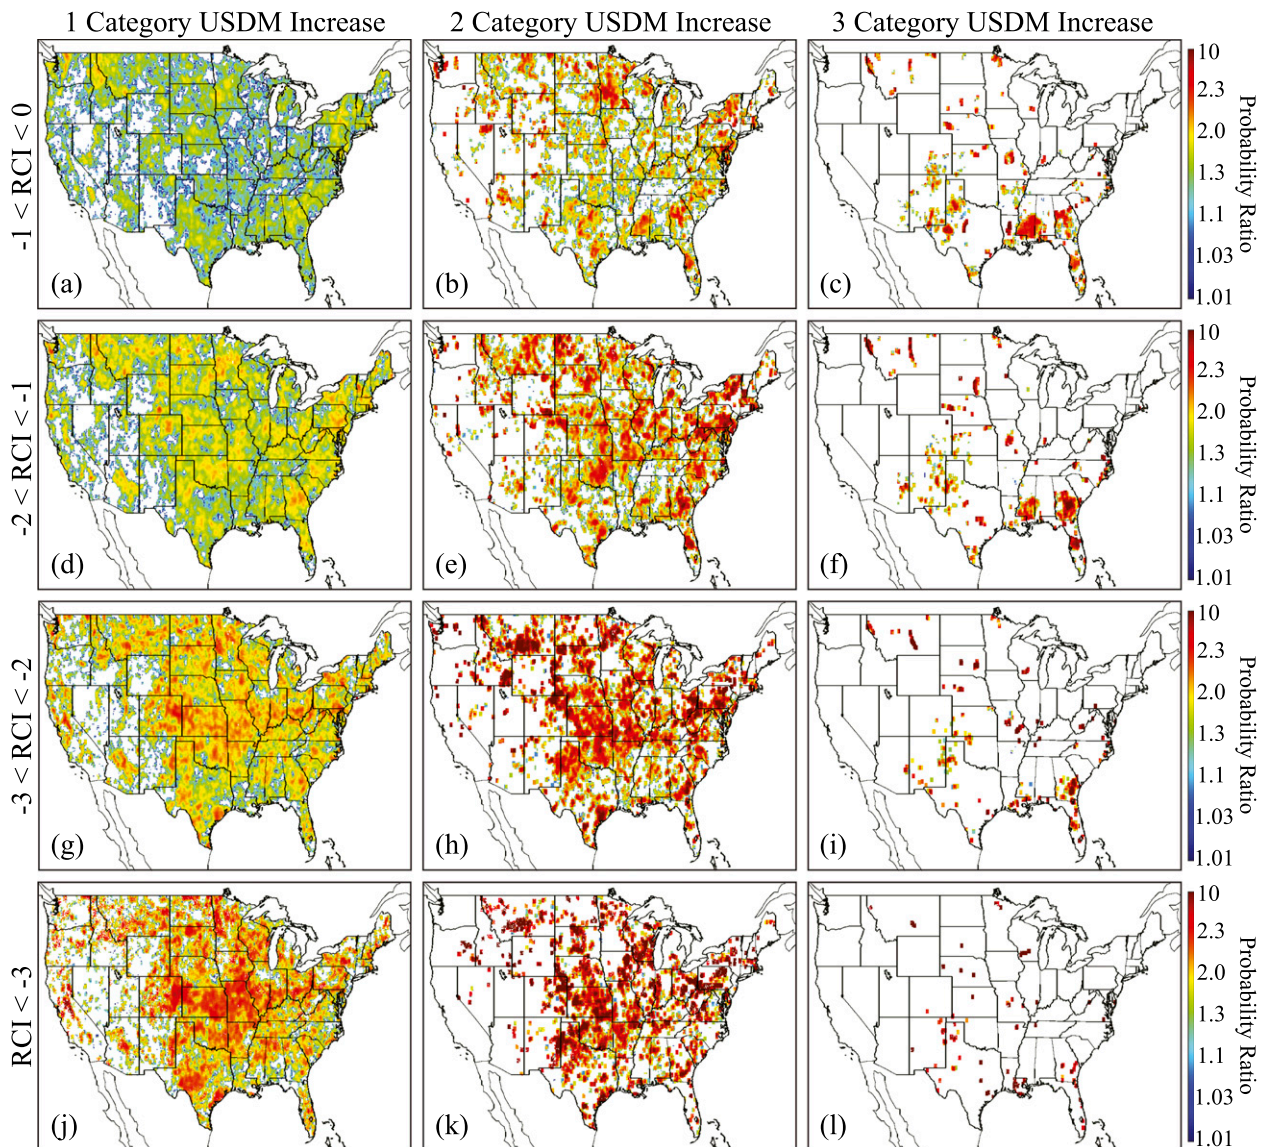 1 Category USDM Increase
2 Category USDM Increase
3 Category USDM Increase
-1 < RCI < 0
(a)
(b)
(c)
10
2.3
2.0
1.3
1.1
1.03
1.01
Probability Ratio
-2 < RCI < -1
(d)
(e)
(f)
10
2.3
2.0
1.3
1.1
1.03
1.01
Probability Ratio
-3 < RCI < -2
(g)
(h)
(i)
10
2.3
2.0
1.3
1.1
1.03
1.01
Probability Ratio
RCI < -3
(j)
(k)
(l)
10
2.3
2.0
1.3
1.1
1.03
1.01
Probability Ratio